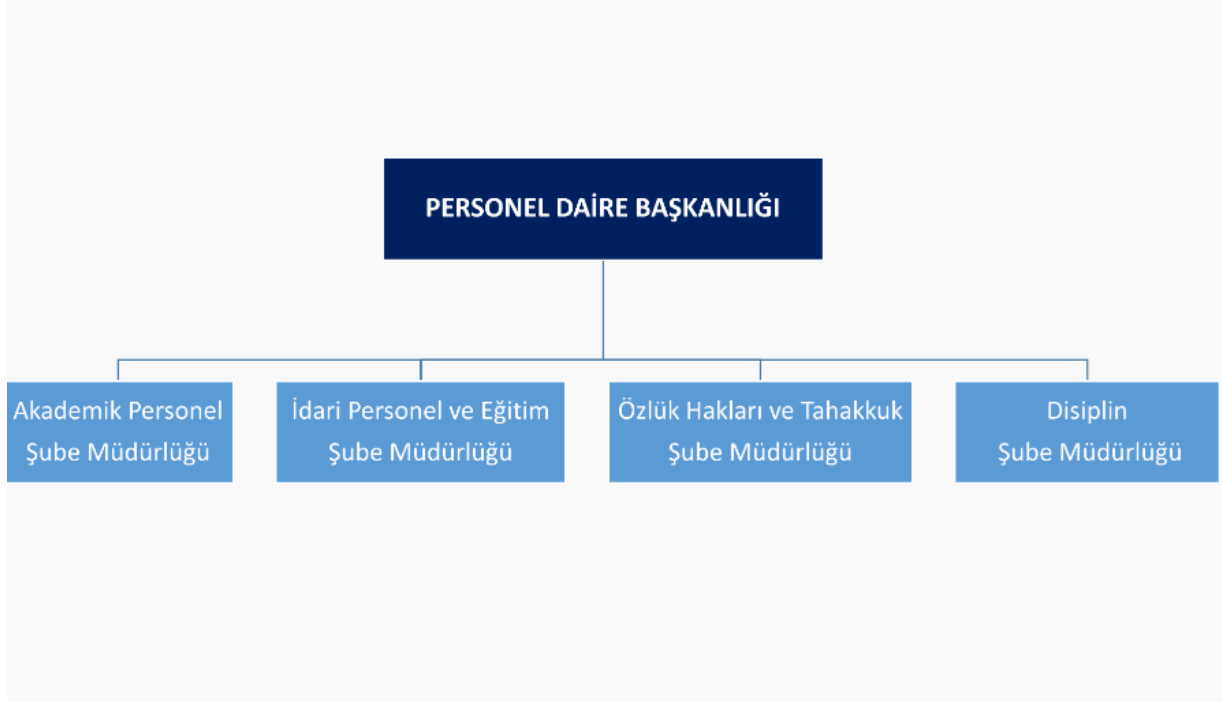 PERSONEL DAİRE BAŞKANLIĞI
Akademik Personel
Şube Müdürlüğü
İdari Personel ve Eğitim
Şube Müdürlüğü
Özlük Hakları ve Tahakkuk
Şube Müdürlüğü
Disiplin
Şube Müdürlüğü